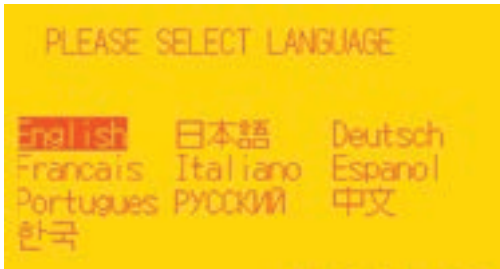 PLEASE SELECT LANGUAGE
English 日本語 Deutsch
Francais Italiano Espanol
Portugues РУССКИЙ 中文
한국